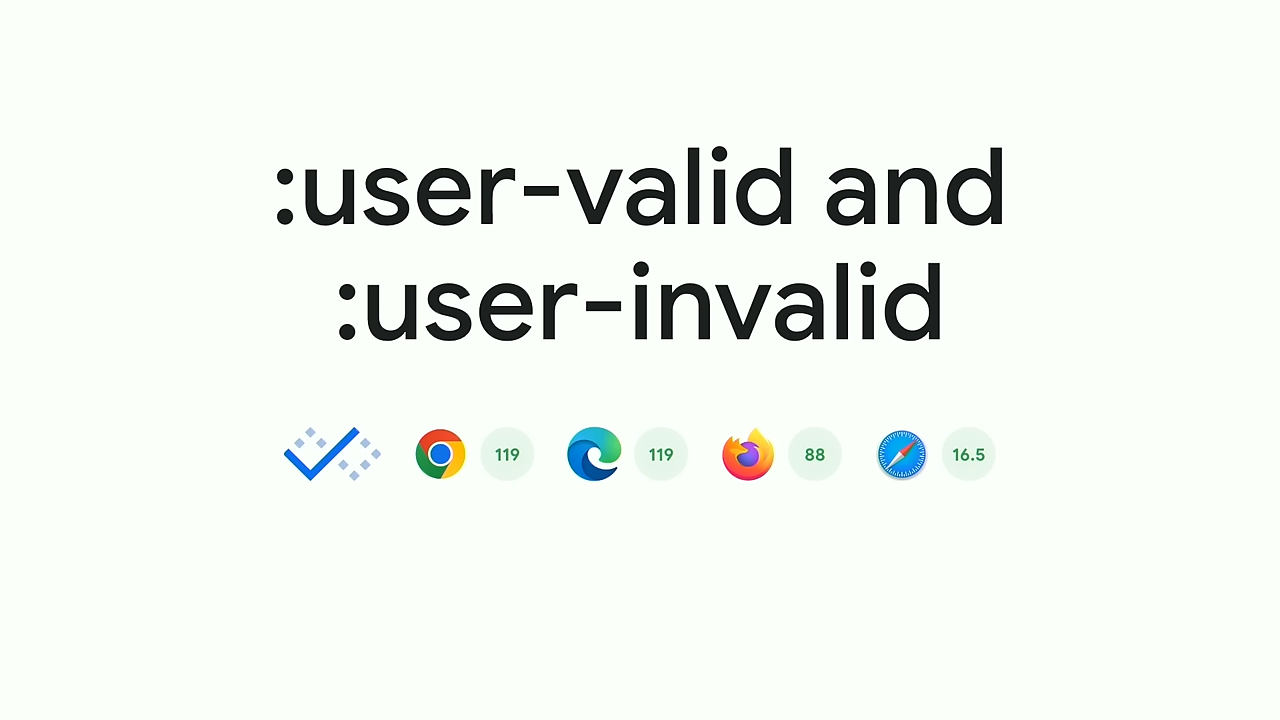 :user-valid and
:user-invalid
119 119 88 16.5